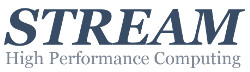 STREAM
High Performance Computing